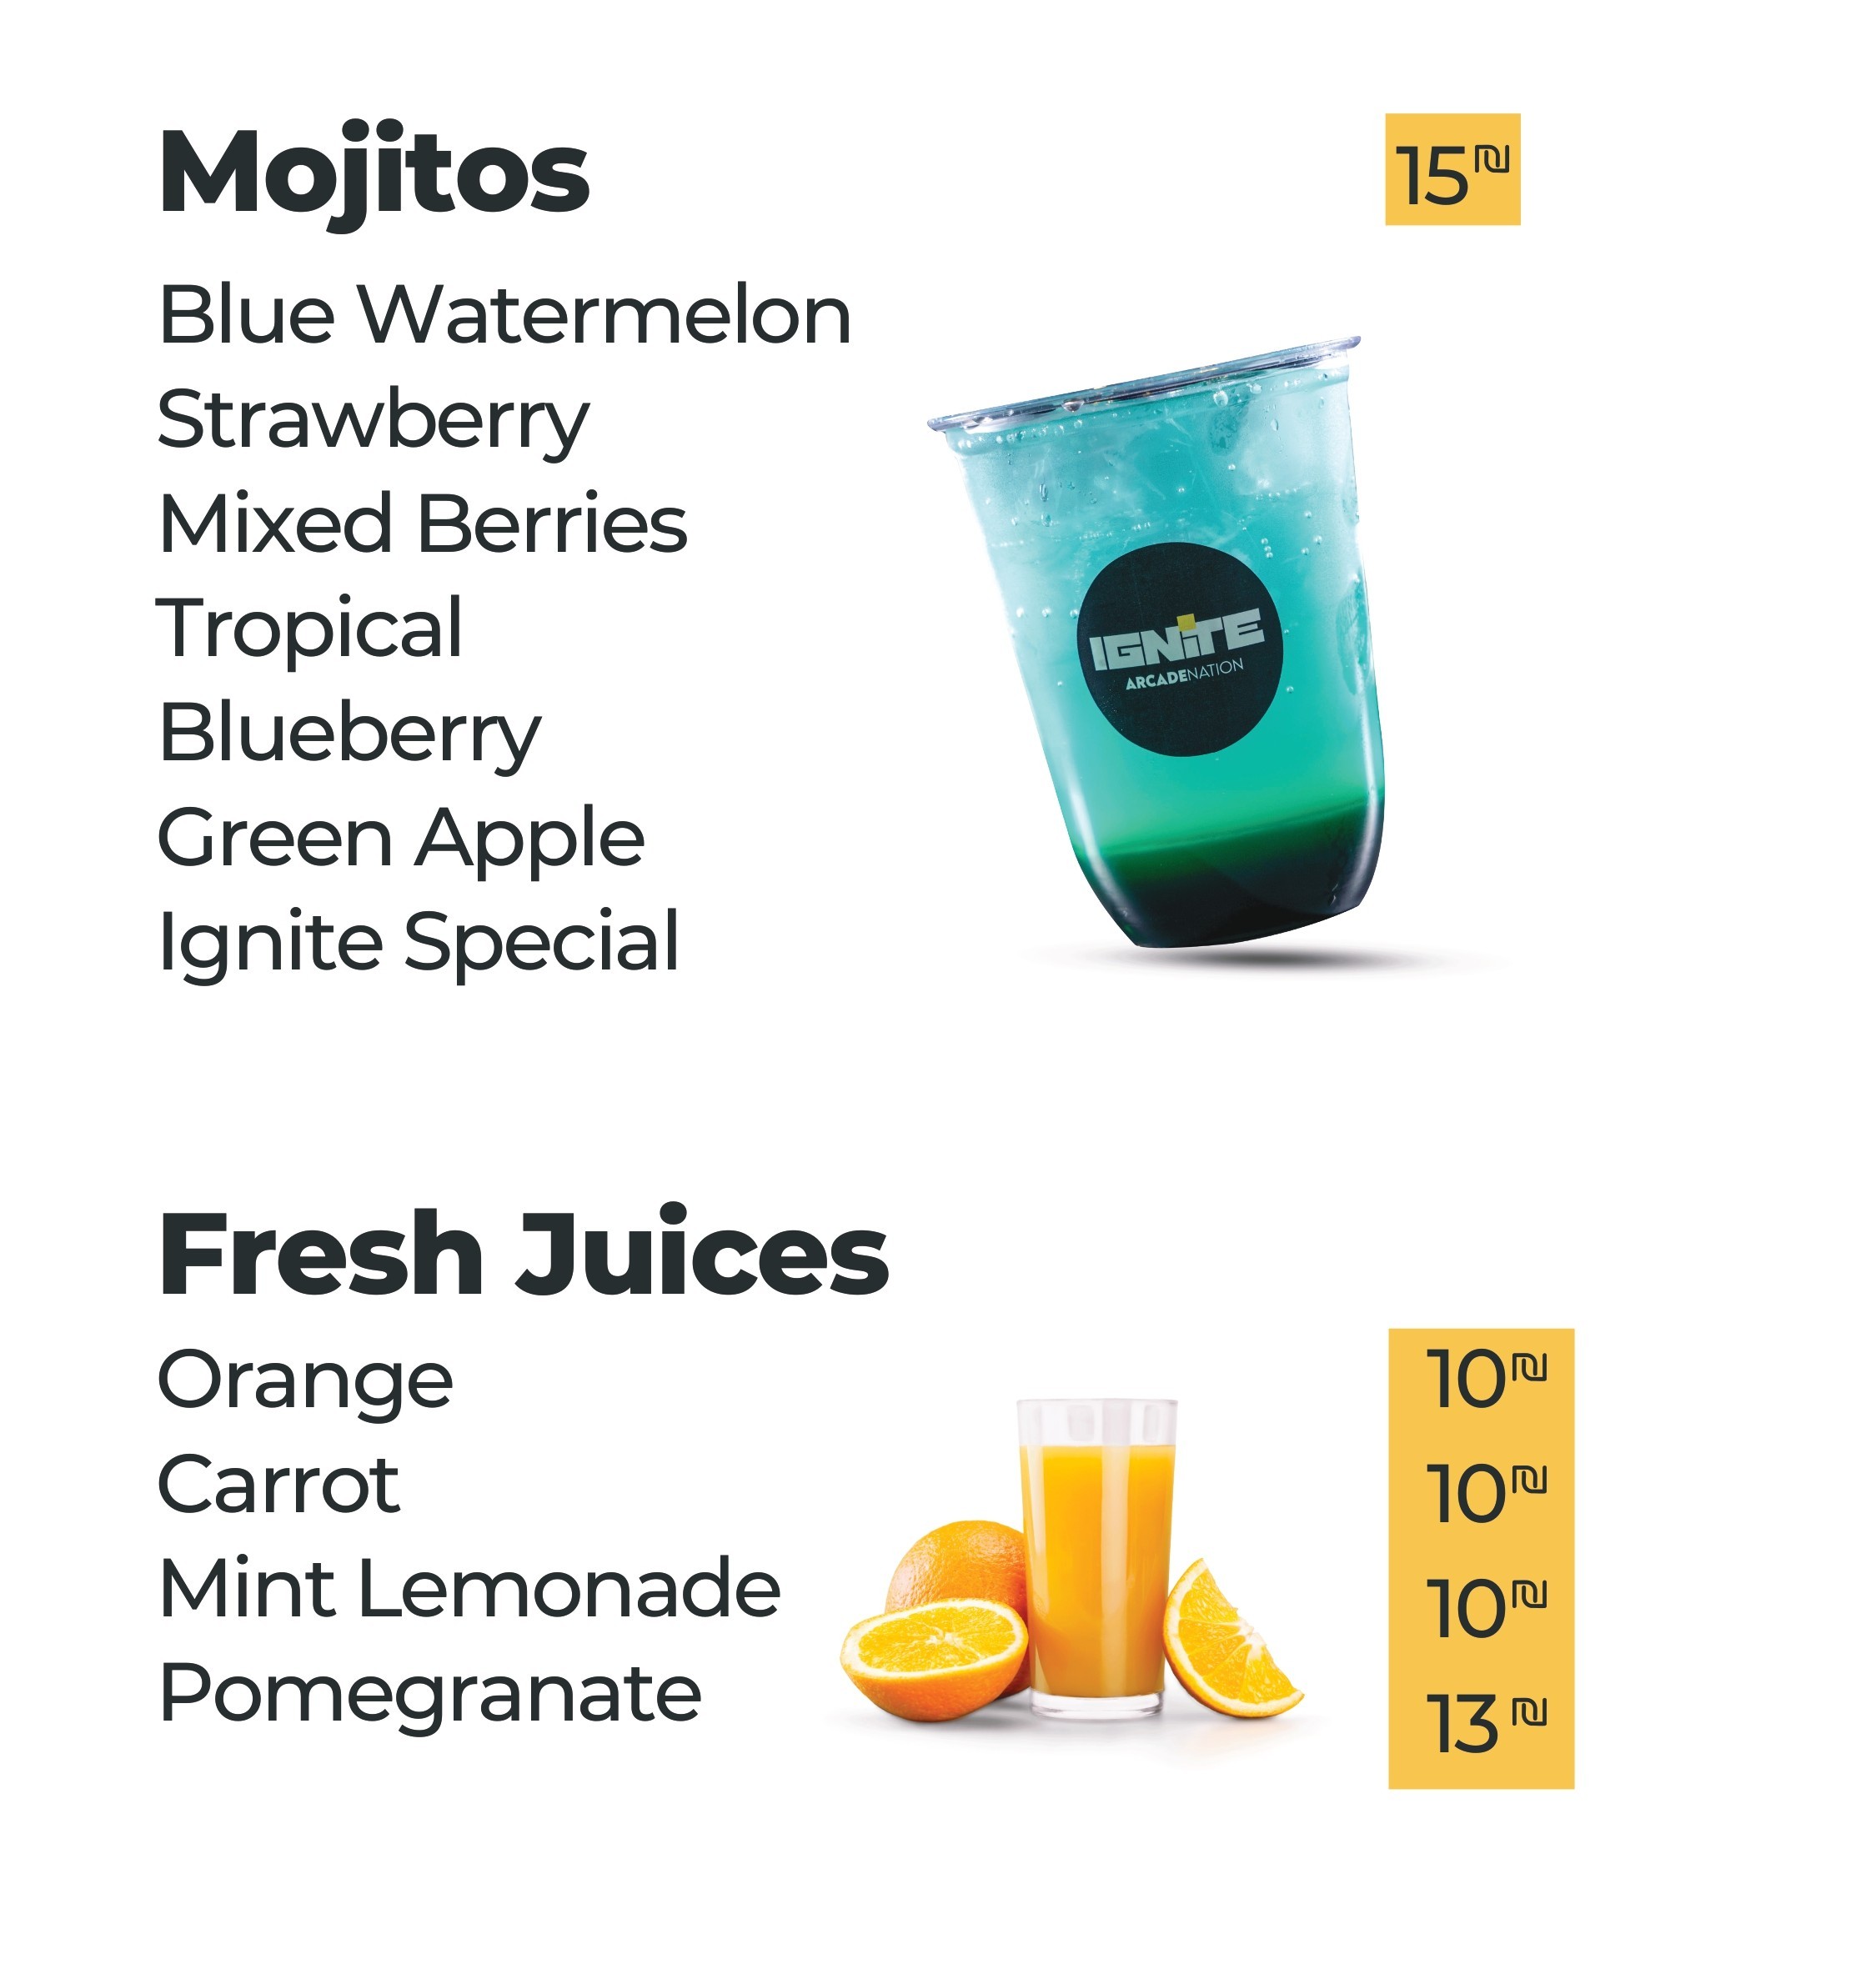 Mojitos 15₪
Blue Watermelon
Strawberry
Mixed Berries
Tropical
Blueberry
Green Apple
Ignite Special
IGNiTE
ARCADENATION
Fresh Juices
Orange 10₪
Carrot 10₪
Mint Lemonade 10₪
Pomegranate 13₪